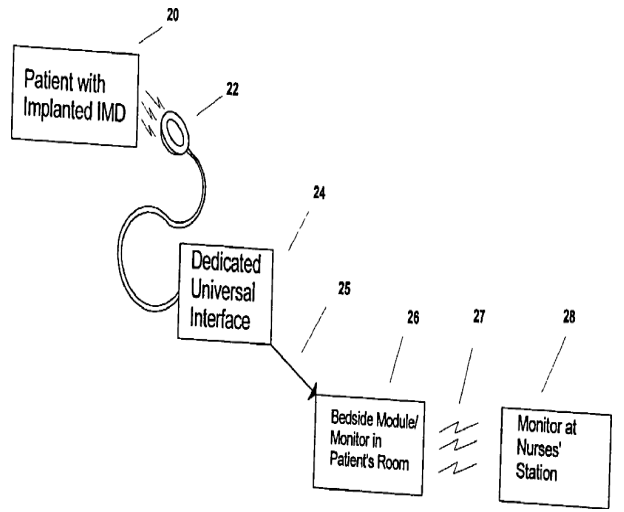 20
Patient with
Implanted IMD
22
24
Dedicated
Universal
Interface
25
26
27
28
Bedside Module/
Monitor in
Patient's Room
Monitor at
Nurses'
Station